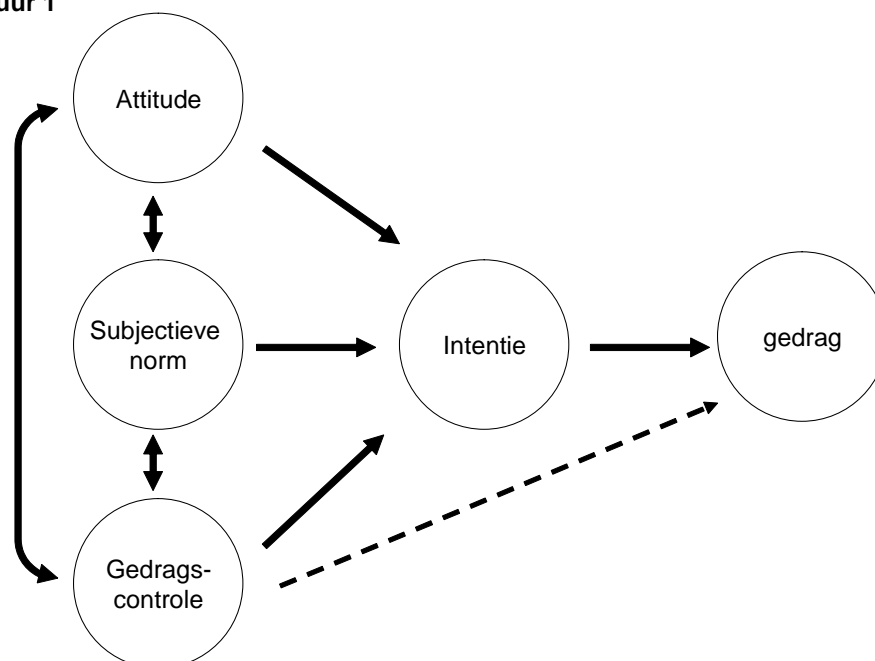 Attitude
Subjectieve
norm
Intentie
gedrag
Gedrags-
controle